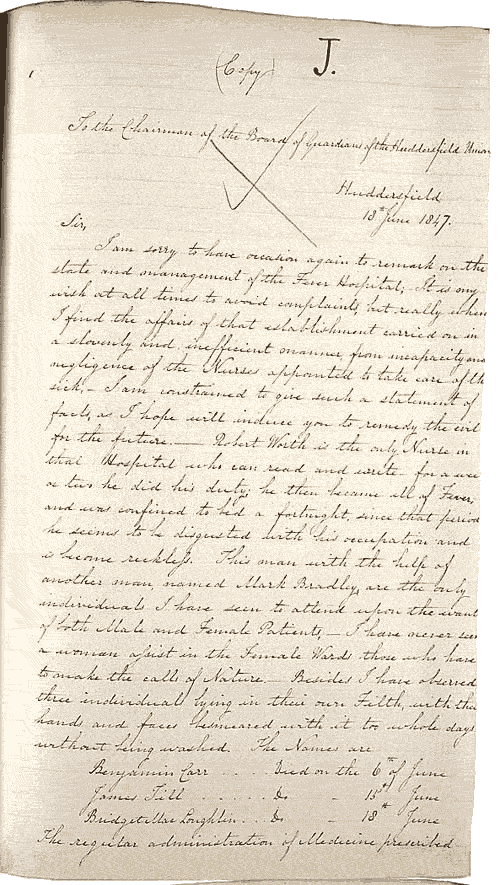 (Copy) J.
To the Chairman of the Board of Guardians of the Huddersfield Union
Huddersfield
18th June 1847.
Sir,
I am sorry to have occasion again to remark on the
state and management of the Fever Hospital; It is my
wish at all times to avoid complaints, but really when
I find the affairs of that establishment carried on in
a slovenly and inefficient manner, from incapacity and
negligence of the Nurses appointed to take care of the
sick, — I am constrained to give such a statement of
facts, as I hope will induce you to remedy the evil
for the future. — Robert Worth is the only Nurse in
that Hospital who can read and write for a wee
or two he did his duty; he then became ill of Fever,
and was confined to bed a fortnight, since that period
he seems to be disgusted with his occupation and
is become reckless. This man with the help of
another man, named Mark Bradley, are the only
individuals I have seen to attend upon the want
of both Male and Female Patients, — I have never seen
a woman assist in the Female Wards those who have
to make the calls of Nature. — Besides I have observed
three individuals lying in their own Filth, with their
hands and faces besmeared with it two whole days
without being washed. The Names are
Benjamin Carr . . . . Died on the 6th of June
James Till . . . . . . Do - 15th June
Bridget MacLoughlin . . Do - 18th June
The regular administration of Medicine prescribed